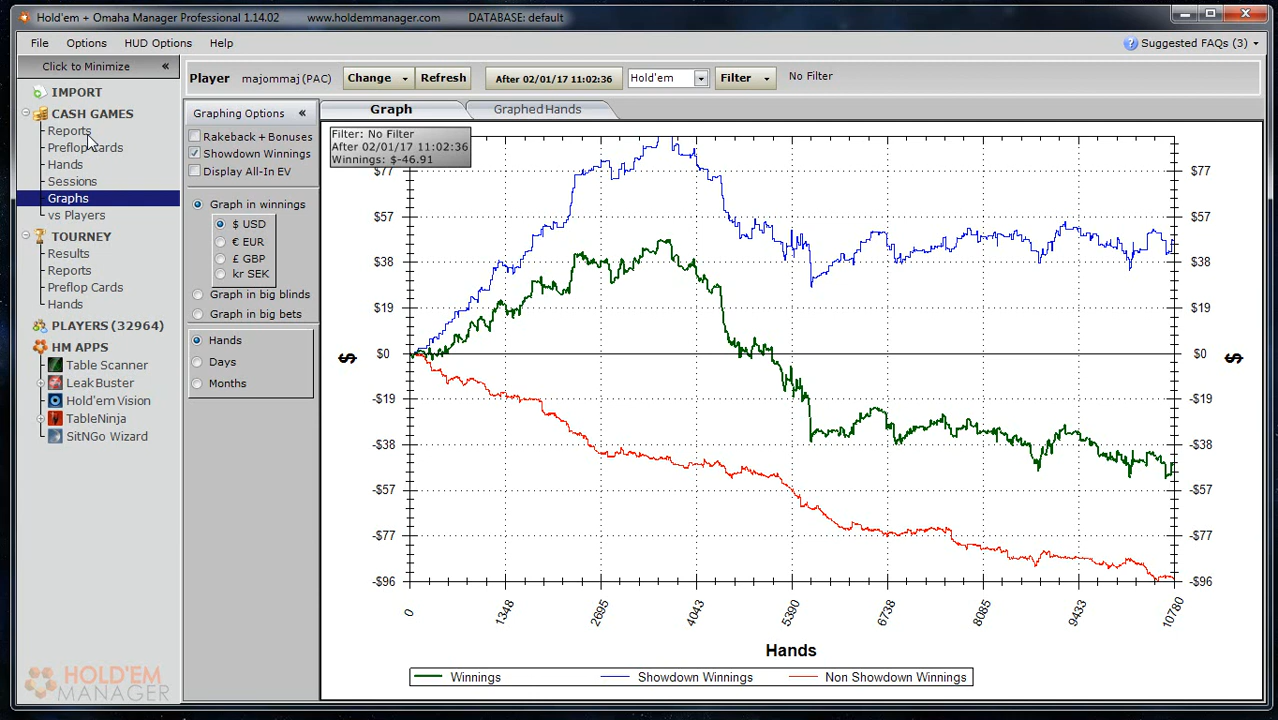 Hold'em + Omaha Manager Professional 1.14.02 www.holdemmanager.com DATABASE: default
File Options HUD Options Help Suggested FAQs (3)
Click to Minimize «
Player majommaj (PAC) Change Refresh After 02/01/17 11:02:36 Hold'em Filter No Filter
IMPORT
CASH GAMES
Reports
Preflop Cards
Hands
Sessions
Graphs
vs Players
TOURNEY
Results
Reports
Preflop Cards
Hands
PLAYERS (32964)
HM APPS
Table Scanner
Leak Buster
Hold'em Vision
TableNinja
SitNGo Wizard
HOLD'EM
MANAGER
Graphing Options «
Rakeback + Bonuses
Showdown Winnings
Display All-In EV
Graph in winnings
$ USD
€ EUR
£ GBP
kr SEK
Graph in big blinds
Graph in big bets
Hands
Days
Months
Graph Graphed Hands
Filter: No Filter
After 02/01/17 11:02:36
Winnings: $-46.91
$77 $77
$57 $57
$38 $38
$19 $19
$ $0 $0 $
-$19 -$19
-$38 -$38
-$57 -$57
-$77 -$77
-$96 -$96
0 1348 2695 4043 5390 6738 8085 9433 10780
Hands
Winnings Showdown Winnings Non Showdown Winnings